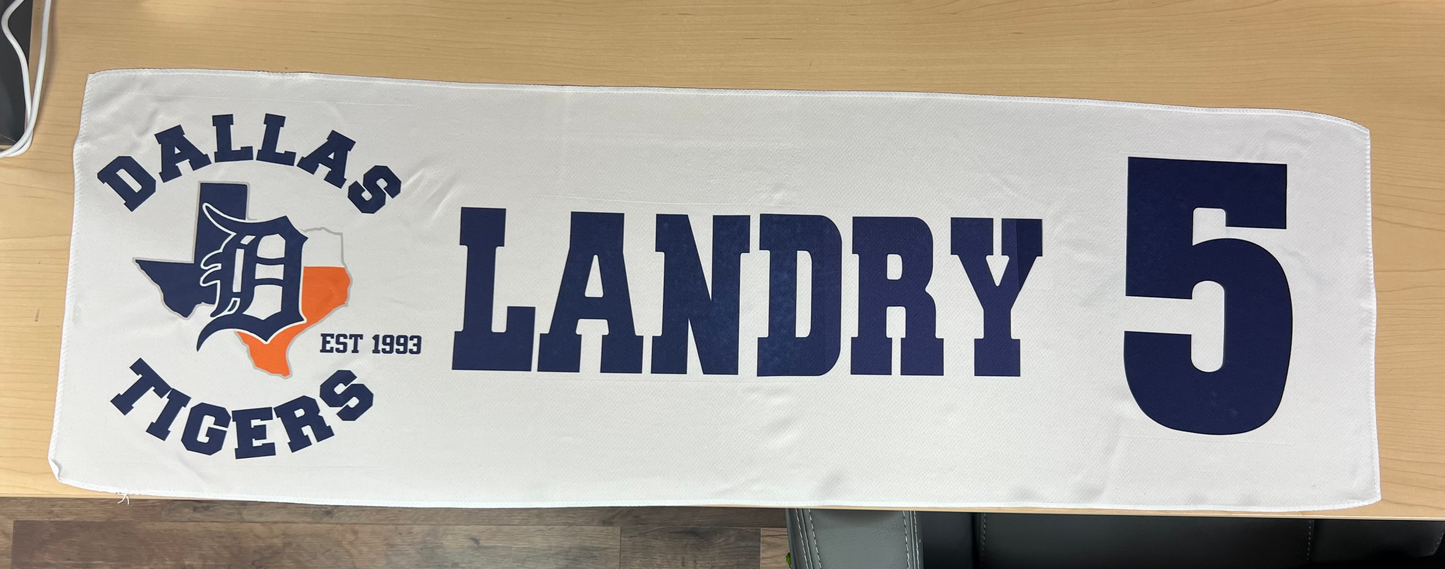 DALLAS
D
EST 1993
TIGERS
LANDRY
5